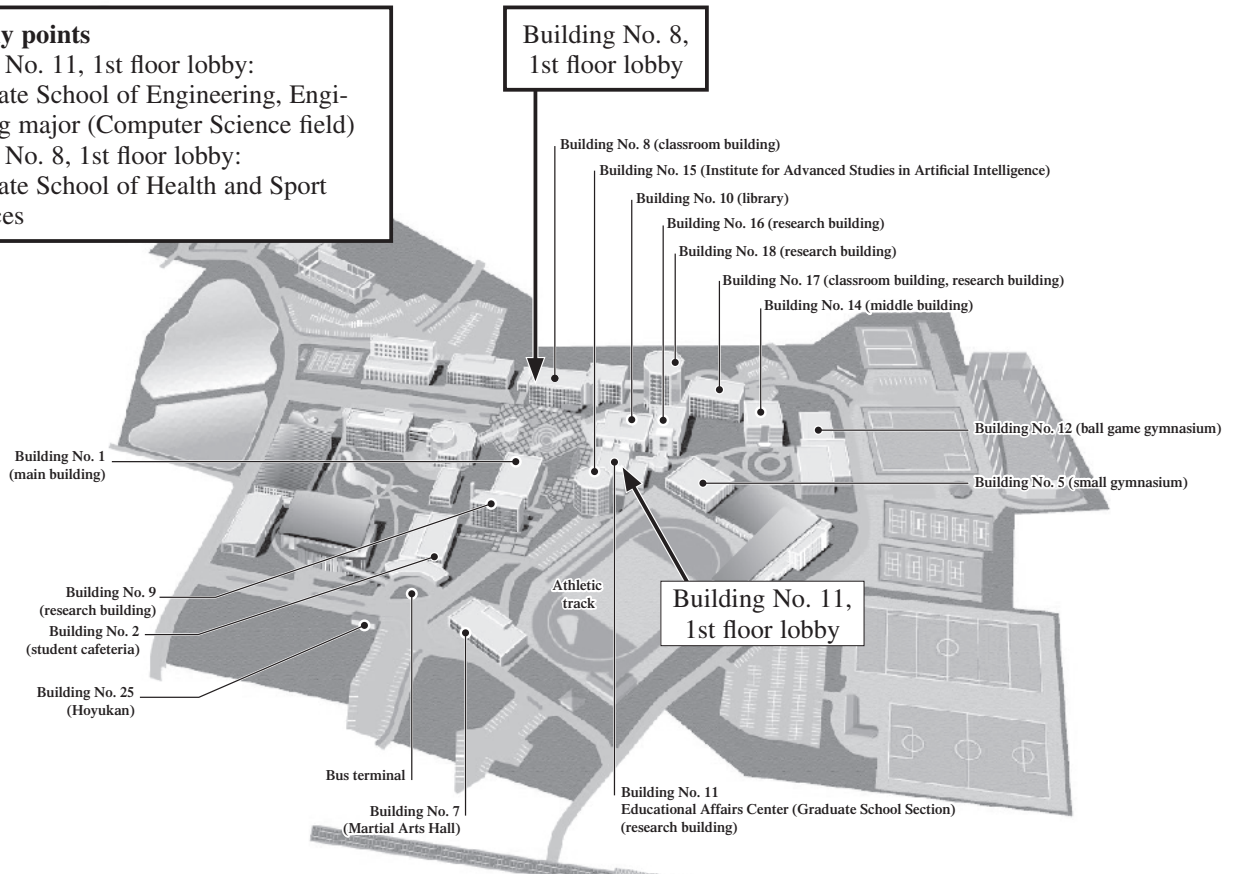 y points
No. 11, 1st floor lobby:
ate School of Engineering, Engi-
g major (Computer Science field)
No. 8, 1st floor lobby:
ate School of Health and Sport
ces
Building No. 8,
1st floor lobby
Building No. 8 (classroom building)
Building No. 15 (Institute for Advanced Studies in Artificial Intelligence)
Building No. 10 (library)
Building No. 16 (research building)
Building No. 18 (research building)
Building No. 17 (classroom building, research building)
Building No. 14 (middle building)
Building No. 12 (ball game gymnasium)
Building No. 5 (small gymnasium)
Building No. 1
(main building)
Building No. 9
(research building)
Building No. 2
(student cafeteria)
Building No. 25
(Hoyukan)
Athletic
track
Building No. 11,
1st floor lobby
Bus terminal
Building No. 7
(Martial Arts Hall)
Building No. 11
Educational Affairs Center (Graduate School Section)
(research building)